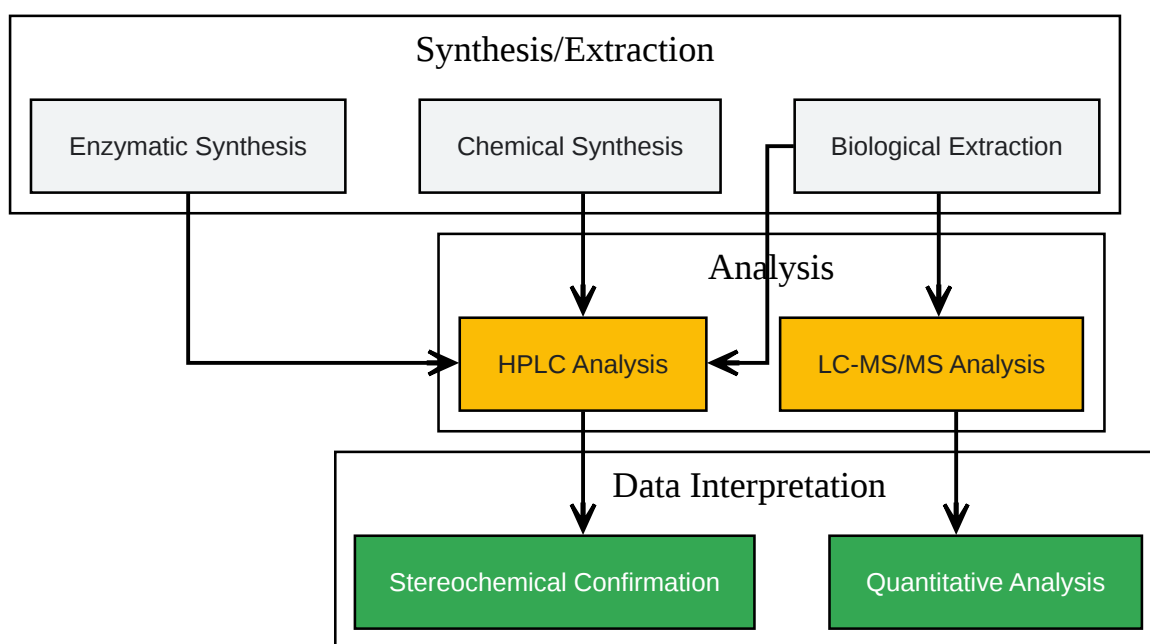 Synthesis/Extraction
Enzymatic Synthesis
Chemical Synthesis
Biological Extraction
Analysis
HPLC Analysis
LC-MS/MS Analysis
Data Interpretation
Stereochemical Confirmation
Quantitative Analysis